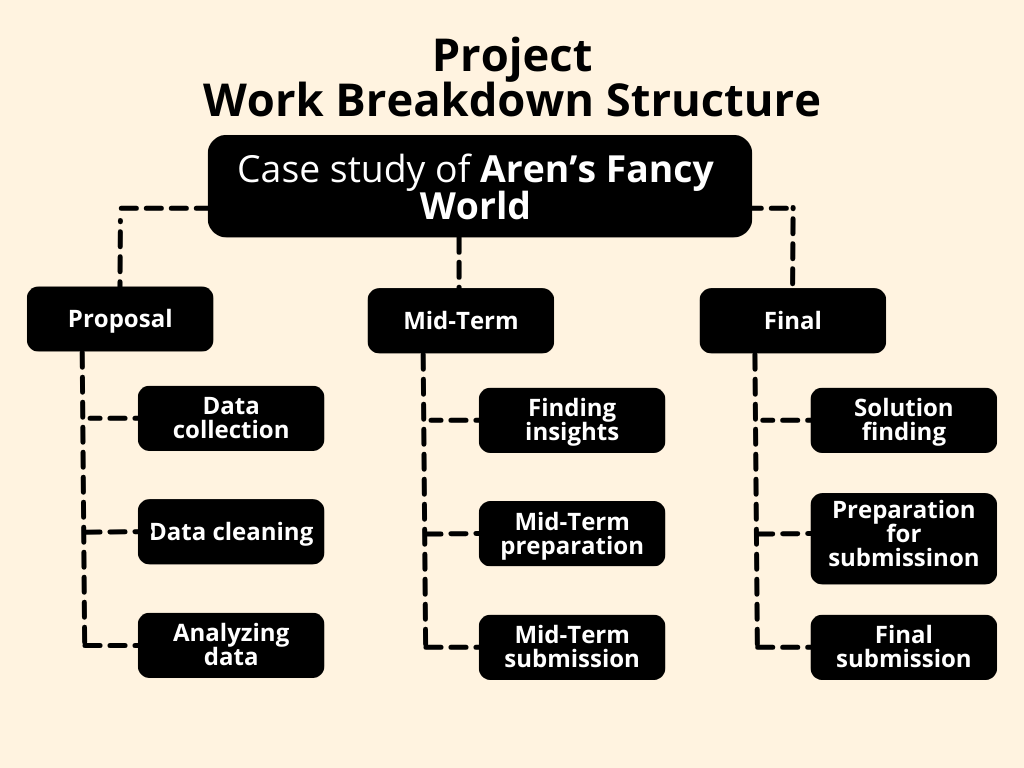 Project
Work Breakdown Structure
Case study of Aren’s Fancy
World
Proposal
Data
collection
Data cleaning
Analyzing
data
Mid-Term
Finding
insights
Mid-Term
preparation
Mid-Term
submission
Final
Solution
finding
Preparation
for
submissinon
Final
submission